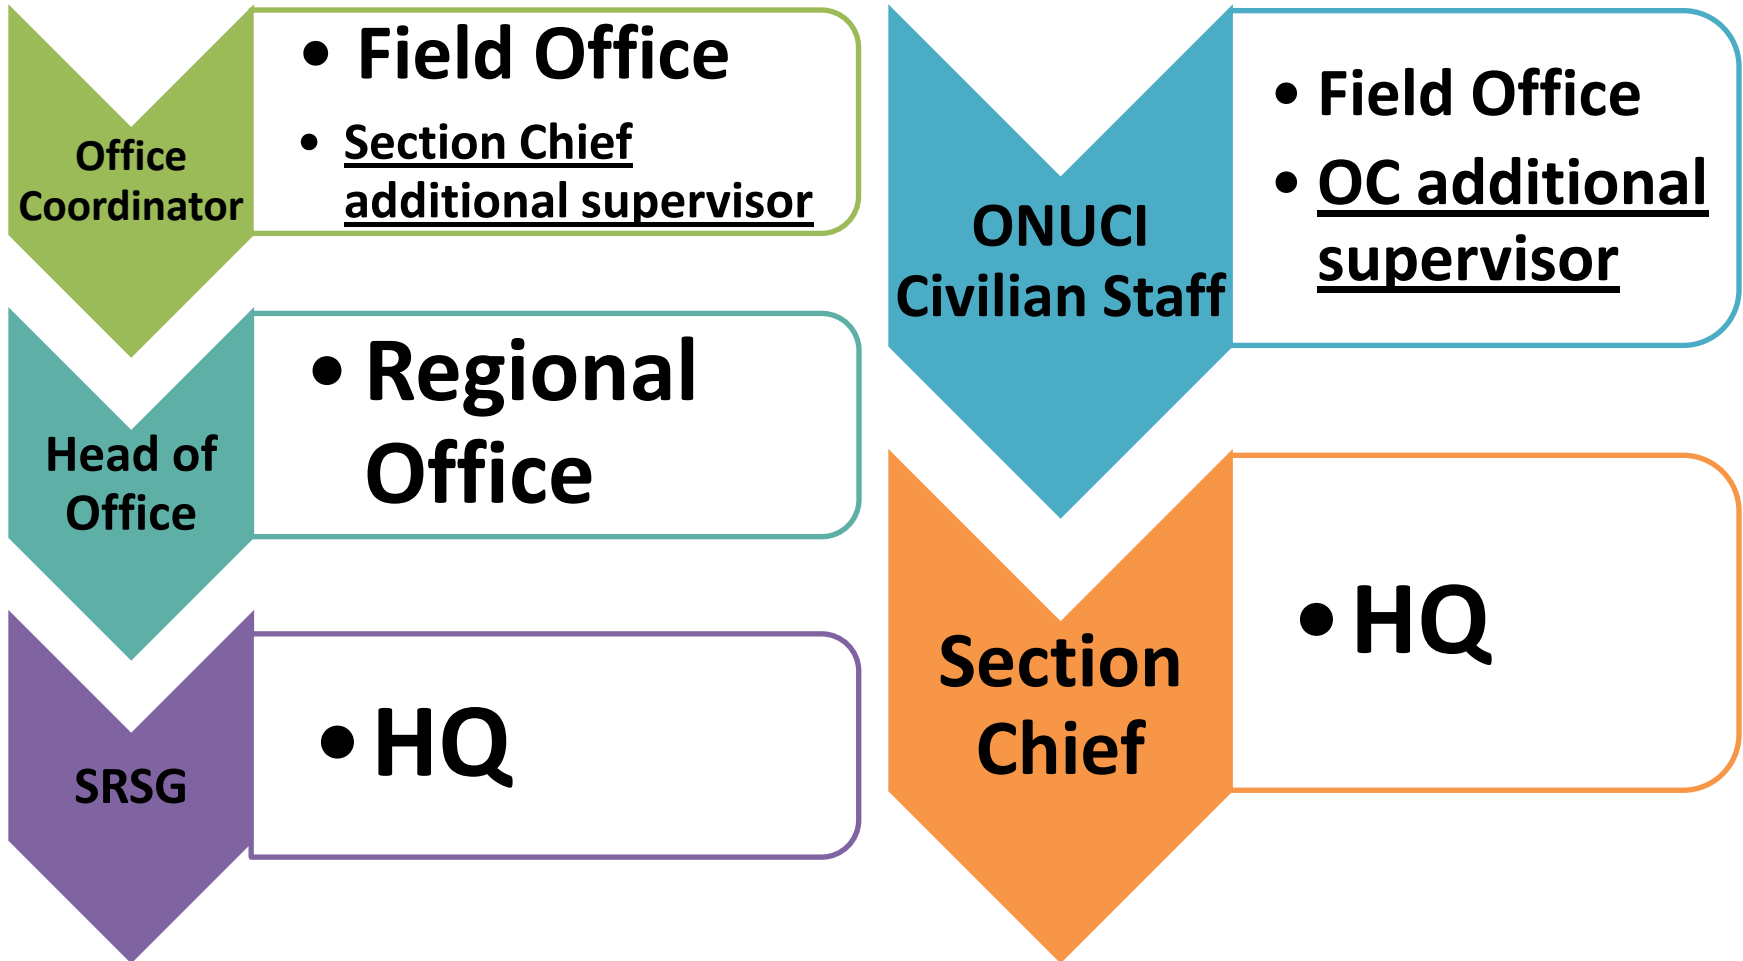 Office
Coordinator
• Field Office
• Section Chief
additional supervisor
Head of
Office
• Regional
Office
SRSG
• HQ
ONUCI
Civilian Staff
• Field Office
• OC additional
supervisor
Section
Chief
• HQ